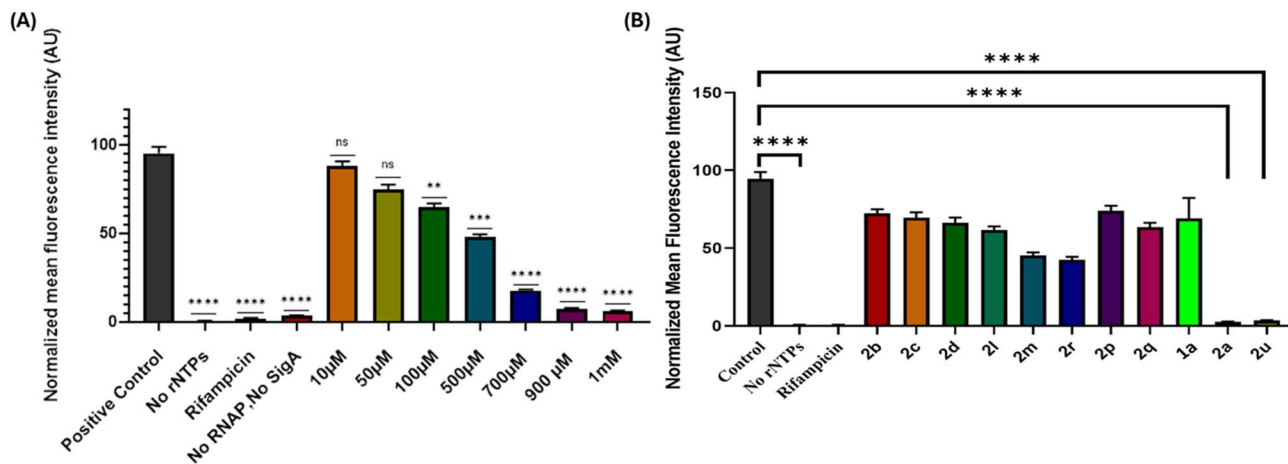 (A)
Normalized mean fluorescence intensity (AU)
100
50
0
****
****
****
ns
ns
**
***
****
****
****
Positive Control
No rNTPs
Rifampicin
No RNAP,No SigA
10µM
50µM
100µM
500µM
700µM
900 µM
1mM
(B)
Normalized Mean Fluorescence Intensity (AU)
150
100
50
0
****
****
****
Control
No rNTPs
Rifampicin
2b
2c
2d
2l
2m
2r
2p
2q
1a
2a
2u